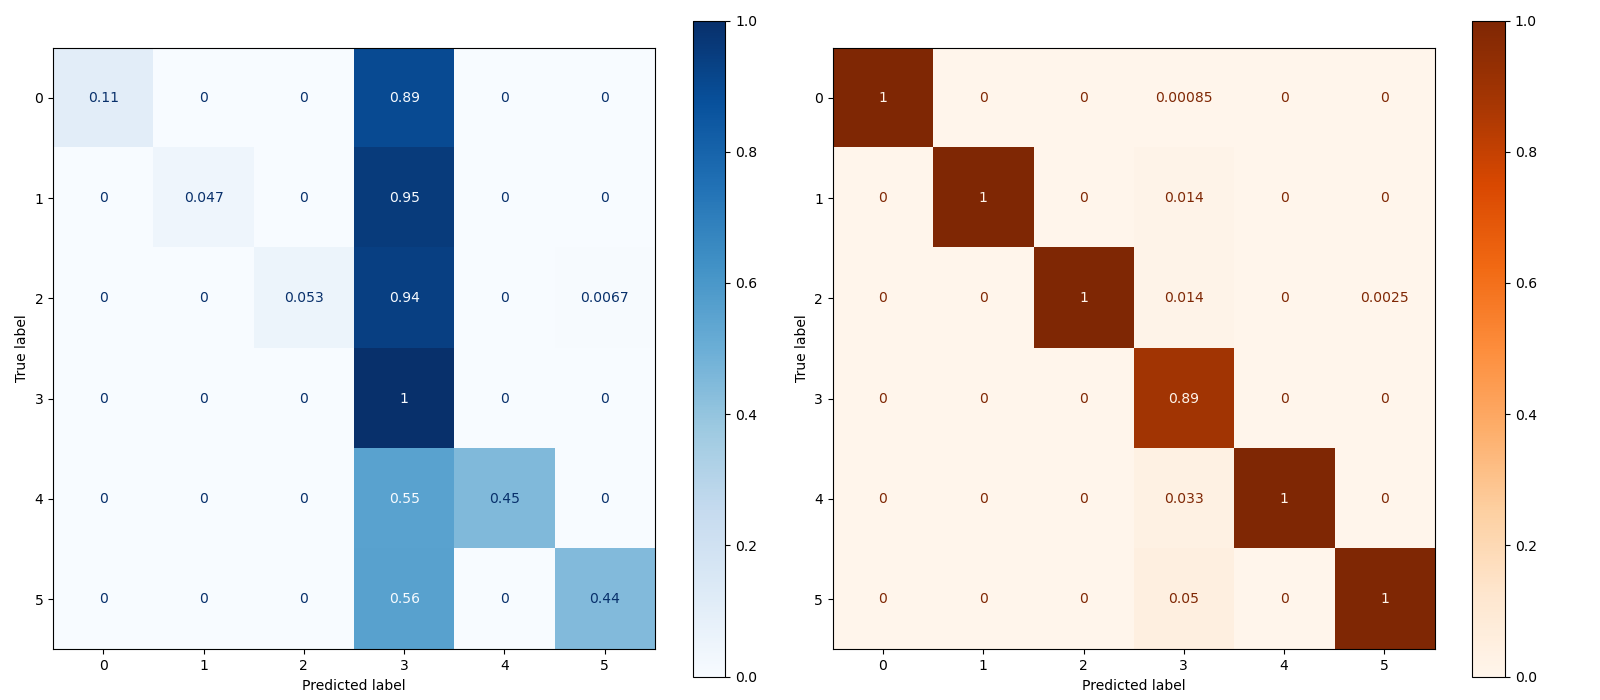 0 0.11 0 0 0.89 0 0
1 0 0.047 0 0.95 0 0
2 0 0 0.053 0.94 0 0.0067
3 0 0 0 1 0 0
4 0 0 0 0.55 0.45 0
5 0 0 0 0.56 0 0.44
0 1 2 3 4 5
True label
Predicted label
1.0
0.8
0.6
0.4
0.2
0.0
0 1 0 0 0.00085 0 0
1 0 1 0 0.014 0 0
2 0 0 1 0.014 0 0.0025
3 0 0 0 0.89 0 0
4 0 0 0 0.033 1 0
5 0 0 0 0.05 0 1
0 1 2 3 4 5
True label
Predicted label
1.0
0.8
0.6
0.4
0.2
0.0